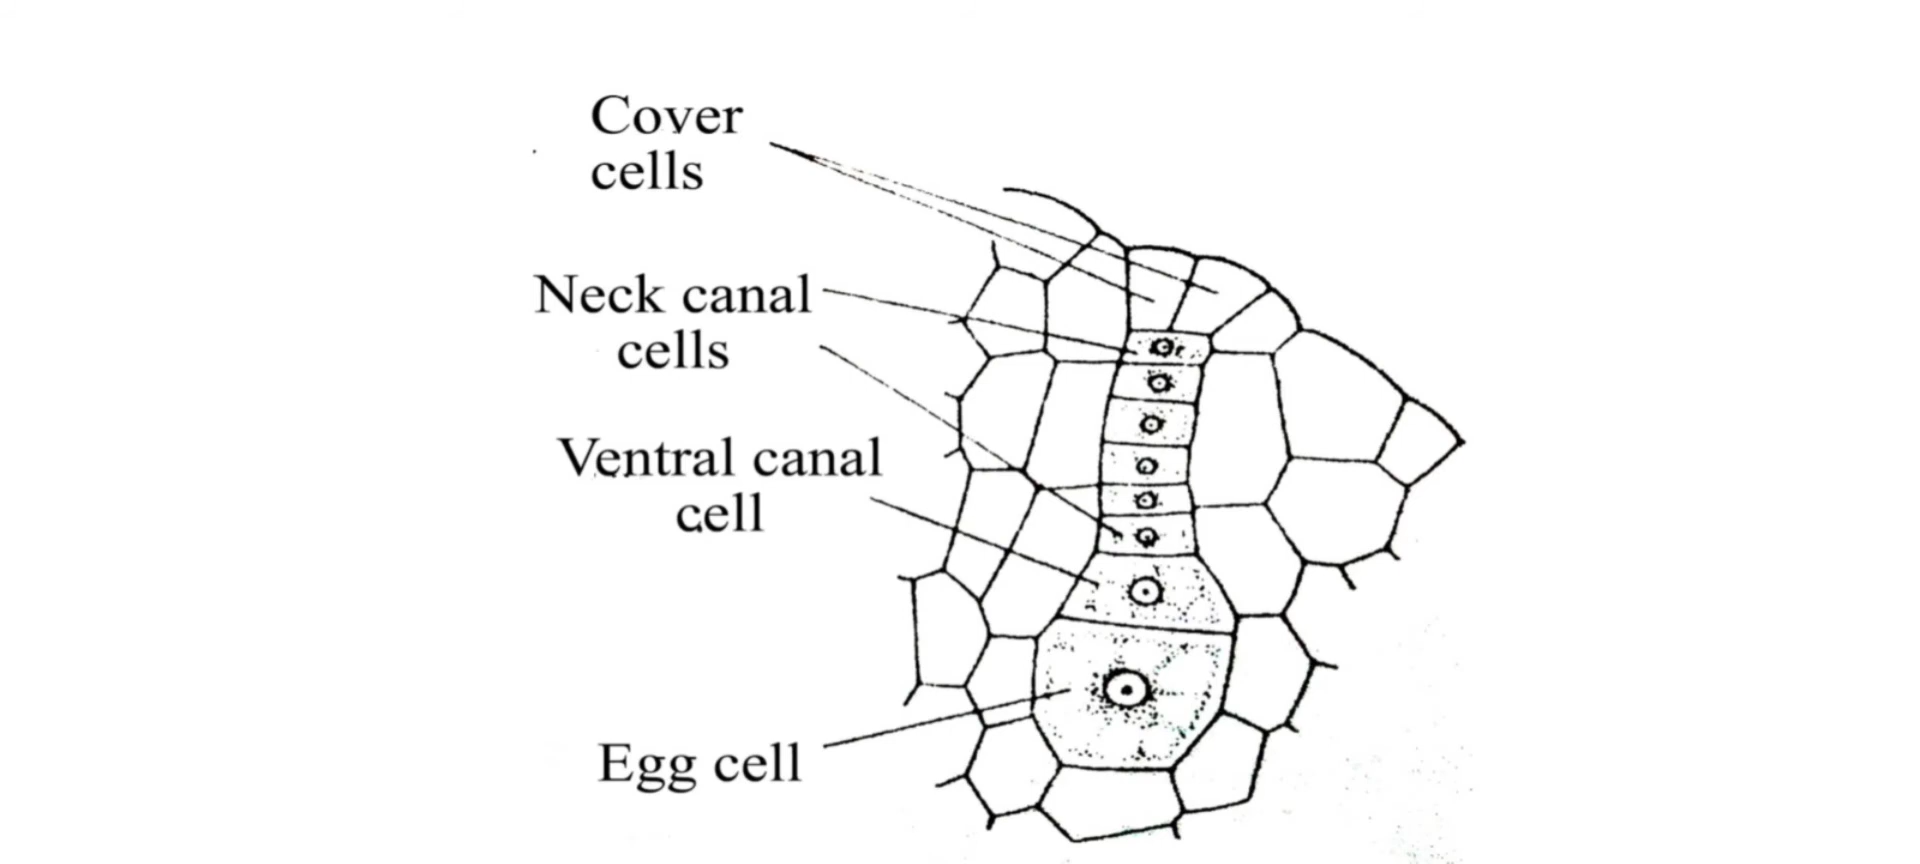 Cover
cells
Neck canal
cells
Ventral canal
cell
Egg cell